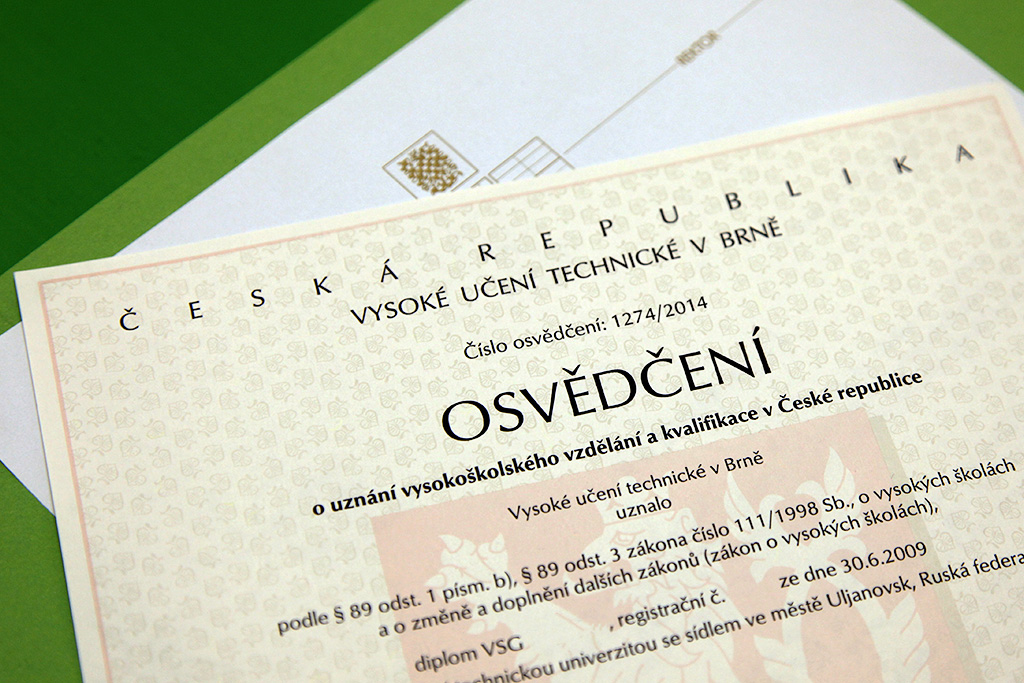 REKTOR
ČESKÁ REPUBLIKA
VYSOKÉ UČENÍ TECHNICKÉ V BRNĚ
Číslo osvědčení: 1274/2014
OSVĚDČENÍ
o uznání vysokoškolského vzdělání a kvalifikace v České republice
Vysoké učení technické v Brně
uznalo
podle § 89 odst. 1 písm. b), § 89 odst. 3 zákona číslo 111/1998 Sb., o vysokých školách
a o změně a doplnění dalších zákonů (zákon o vysokých školách),
diplom VSG , registrační č. ze dne 30.6.2009
univerzitou se sídlem ve městě Uljanovsk, Ruská